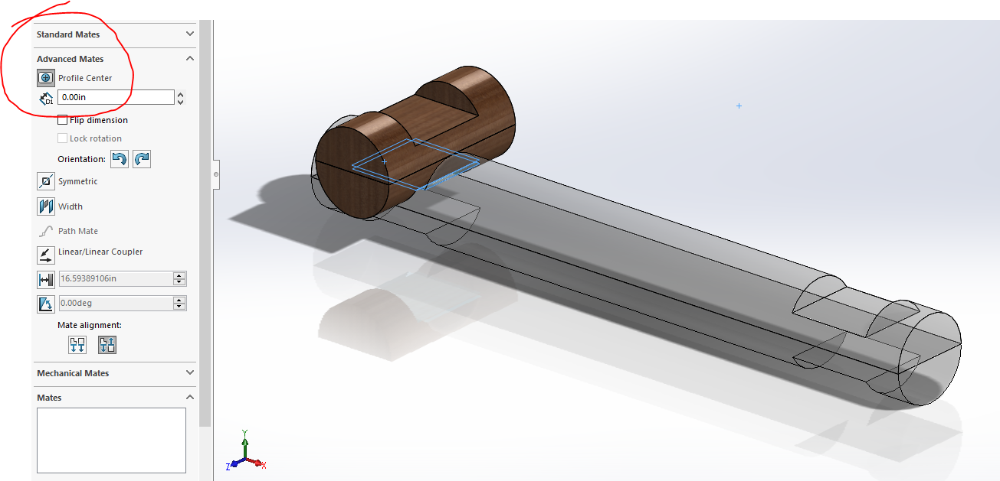 Standard Mates
Advanced Mates
Profile Center
D1
0.00in
Flip dimension
Lock rotation
Orientation:
Symmetric
Width
Path Mate
Linear/Linear Coupler
16.59389106in
0.00deg
Mate alignment:
Mechanical Mates
Mates
Y
Z
X